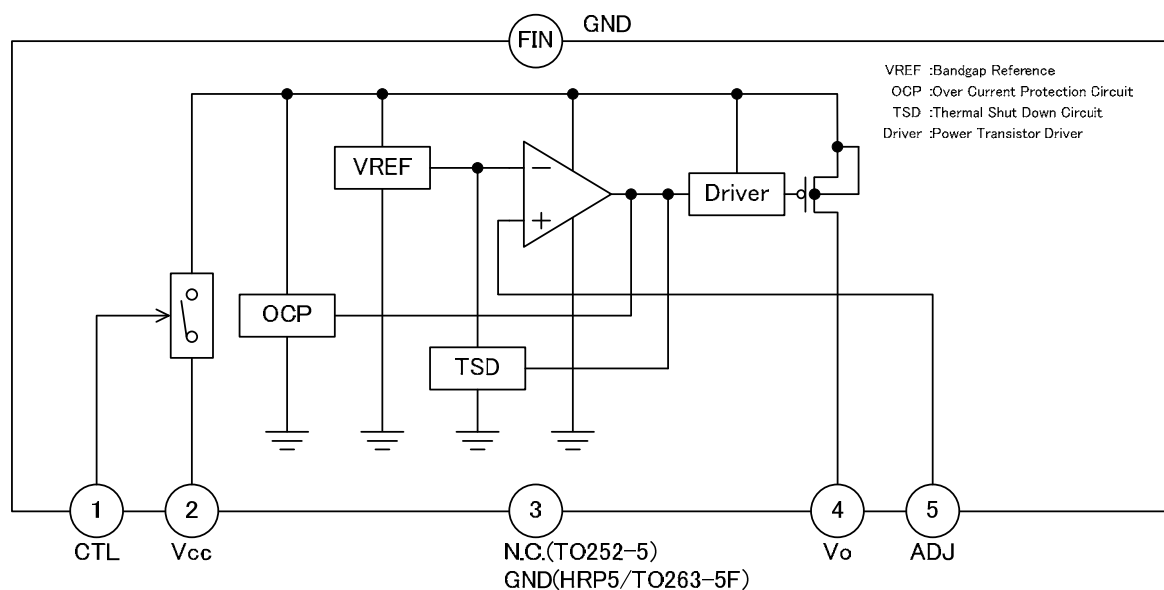 FIN
GND
VREF :Bandgap Reference
OCP :Over Current Protection Circuit
TSD :Thermal Shut Down Circuit
Driver :Power Transistor Driver
VREF
−
+
Driver
OCP
TSD
1
2
3
4
5
CTL
Vcc
N.C.(TO252-5)
GND(HRP5/TO263-5F)
Vo
ADJ